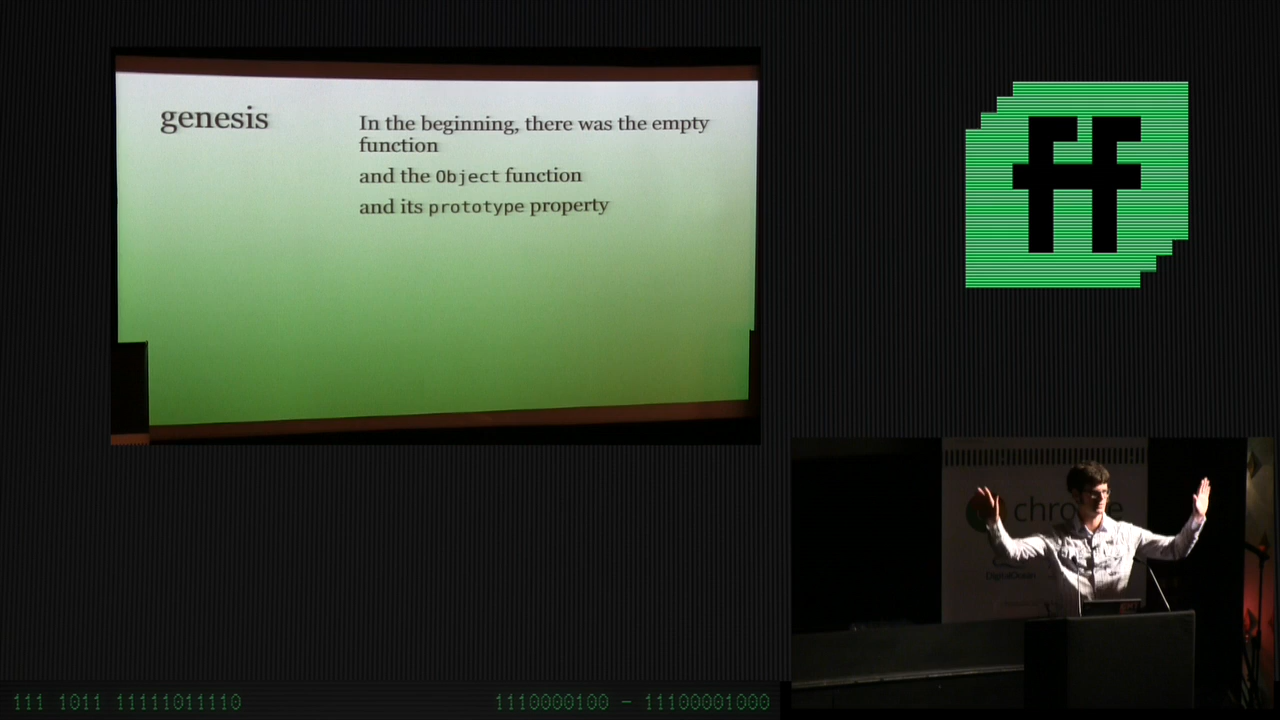 genesis
In the beginning, there was the empty
function
and the Object function
and its prototype property
ff
chrome
DigitalOcean
111 1011 11111011110
1110000100 - 11100001000